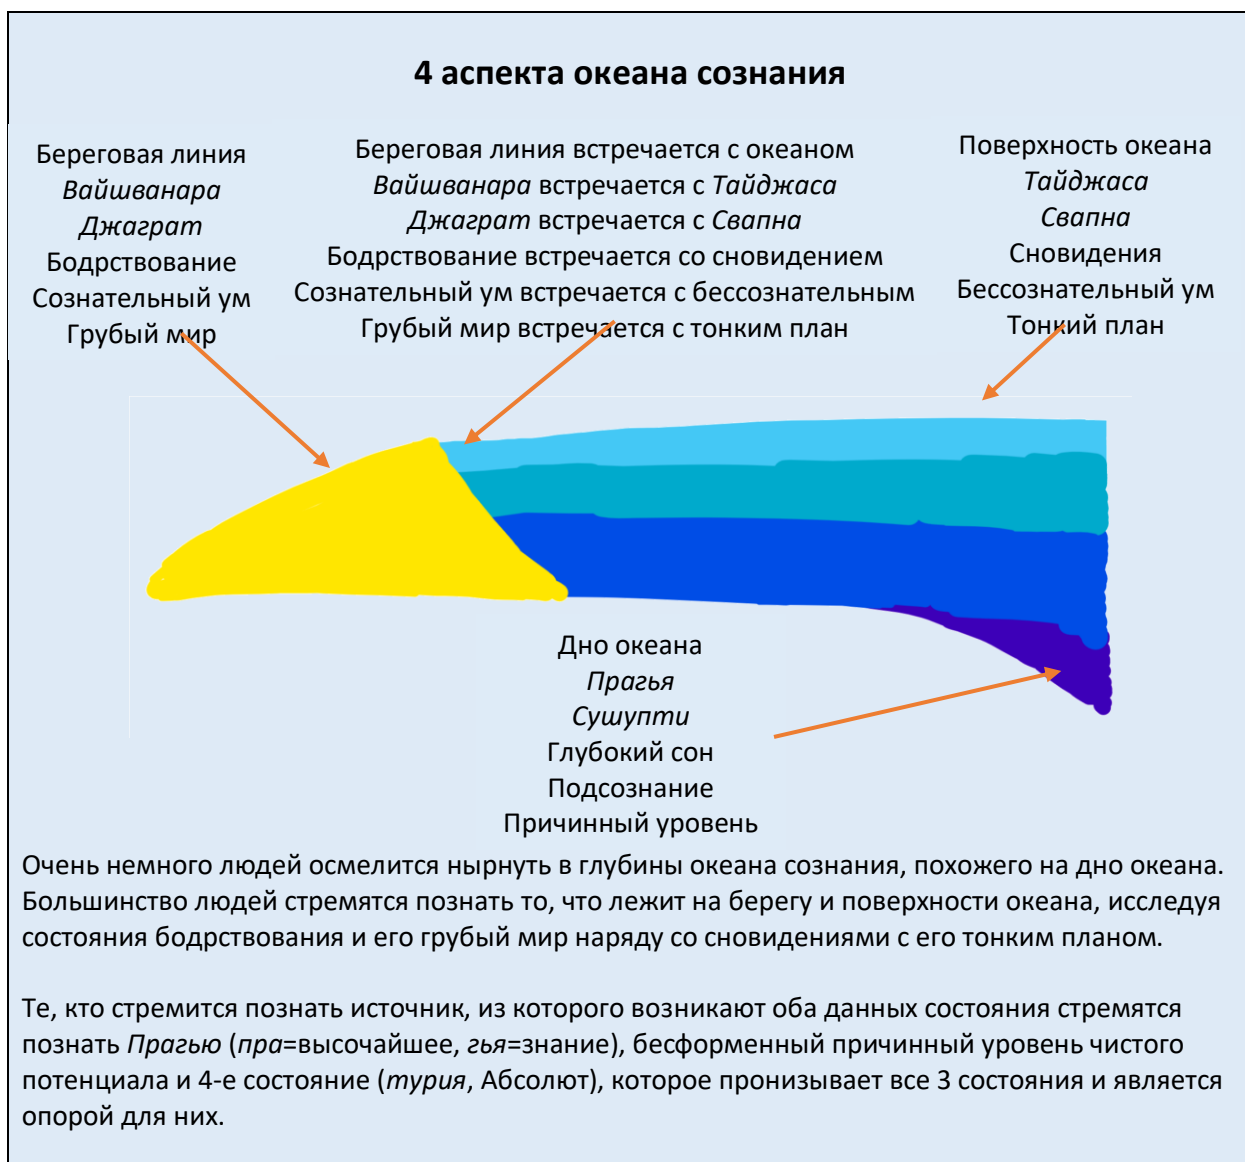 4 аспекта океана сознания
Береговая линия
Вайшванара
Джаграт
Бодрствование
Сознательный ум
Грубый мир
Береговая линия встречается с океаном
Вайшванара встречается с Тайджаса
Джаграт встречается с Свапна
Бодрствование встречается со сновидением
Сознательный ум встречается с бессознательным
Грубый мир встречается с тонким план
Поверхность океана
Тайджаса
Свапна
Сновидения
Бессознательный ум
Тонкий план
Дно океана
Прагья
Сушупти
Глубокий сон
Подсознание
Причинный уровень
Очень немного людей осмелится нырнуть в глубины океана сознания, похожего на дно океана.
Большинство людей стремятся познать то, что лежит на берегу и поверхности океана, исследуя
состояния бодрствования и его грубый мир наряду со сновидениями с его тонким планом.
Те, кто стремится познать источник, из которого возникают оба данных состояния стремятся
познать Прагью (пра=высочайшее, гья=знание), бесформенный причинный уровень чистого
потенциала и 4-е состояние (турия, Абсолют), которое пронизывает все 3 состояния и является
опорой для них.